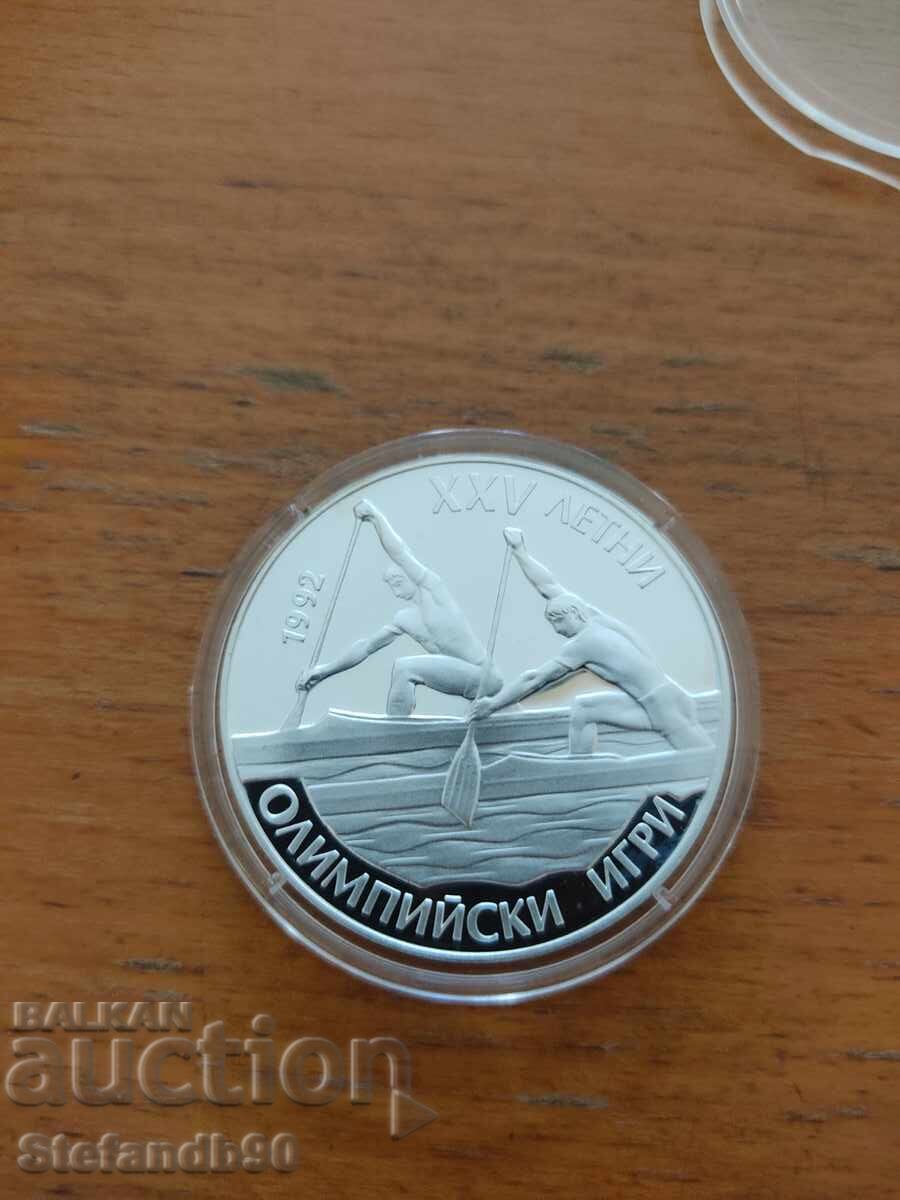 XXV ЛЕТНИ
1992
ОЛИМПИЙСКИ ИГРИ
BALKAN
auction
Stefandb90